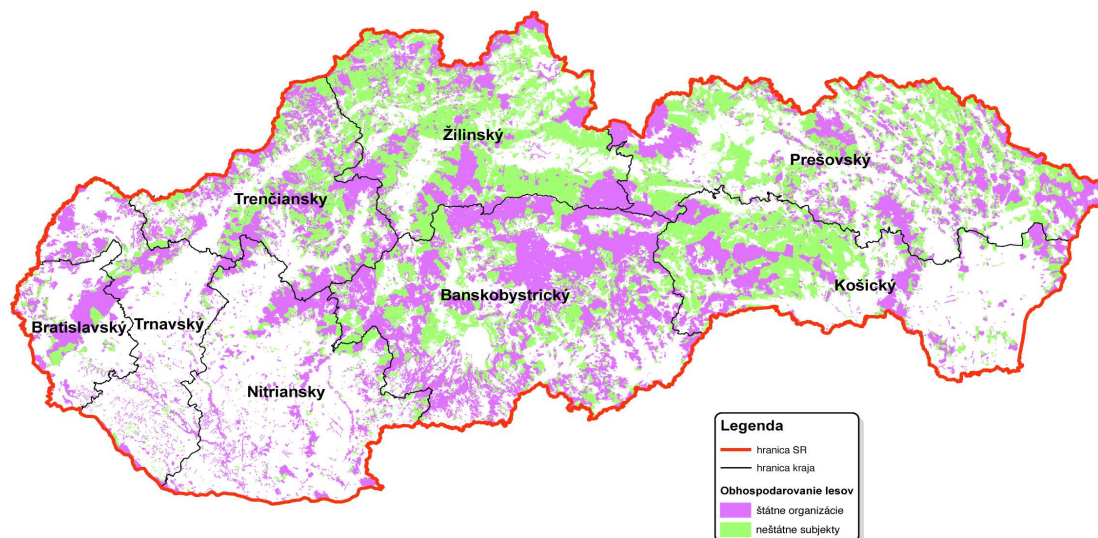 Žilinský
Prešovský
Trenčiansky
Banskobystrický
Košický
Bratislavský
Trnavský
Nitriansky
Legenda
hranica SR
hranica kraja
Obhospodarovanie lesov
štátne organizácie
neštátne subjekty